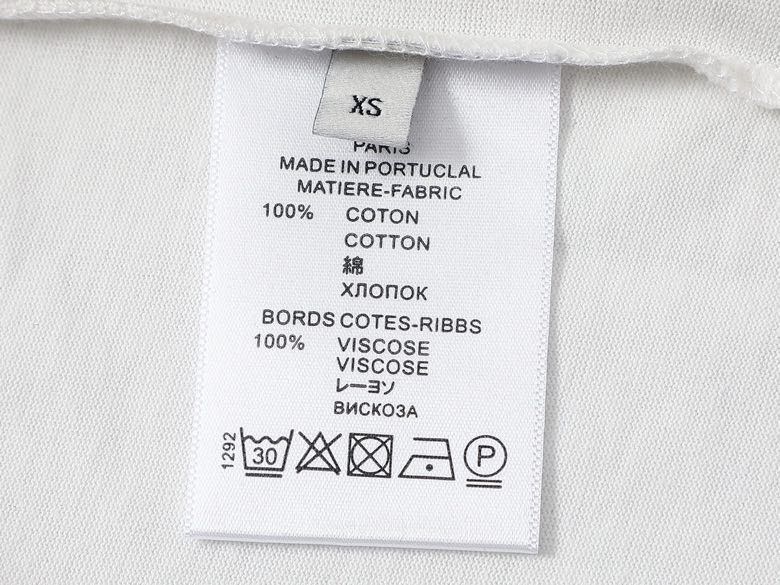 XS
PARIS
MADE IN PORTUCLAL
MATIERE-FABRIC
100% COTON
COTTON
綿
ХЛОПОК
BORDS COTES-RIBBS
100% VISCOSE
VISCOSE
レーヨソ
ВИСКОЗА
1292 30 P